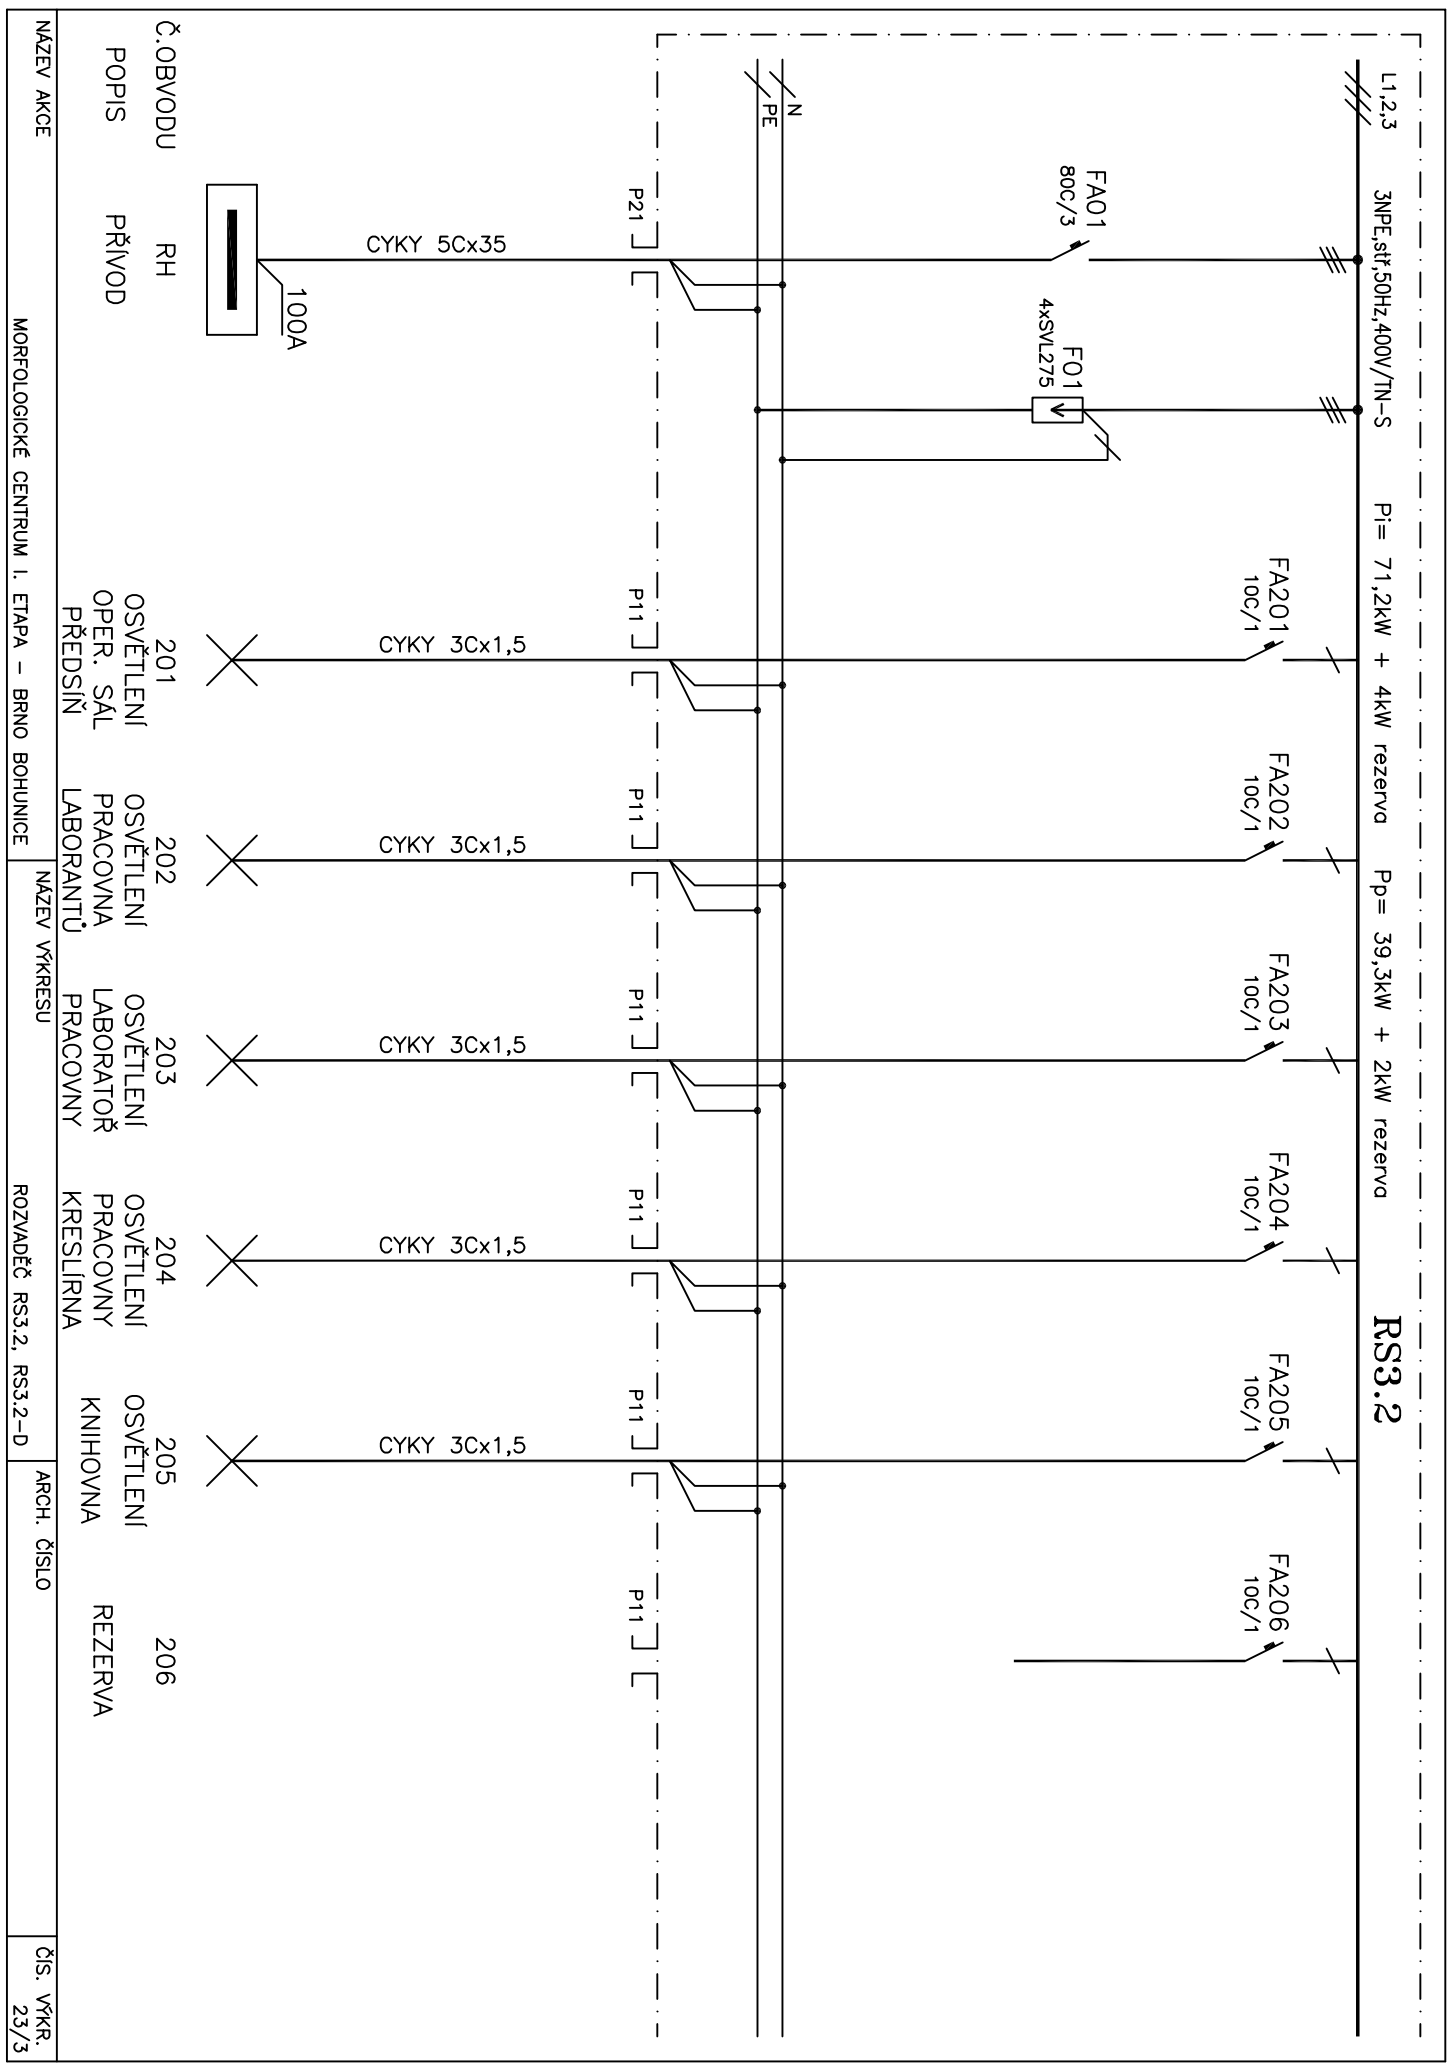 L1,2,3
3NPE,stř,50Hz,400V/TN-S
Pi= 71,2kW + 4kW rezerva
Pp= 39,3kW + 2kW rezerva
RS3.2
FA01
80C/3
F01
4xSVL275
FA201
10C/1
FA202
10C/1
FA203
10C/1
FA204
10C/1
FA205
10C/1
FA206
10C/1
N
PE
P21
P11
P11
P11
P11
P11
P11
CYKY 5Cx35
CYKY 3Cx1,5
CYKY 3Cx1,5
CYKY 3Cx1,5
CYKY 3Cx1,5
CYKY 3Cx1,5
100A
Č.OBVODU
POPIS
RH
PŘÍVOD
201
OSVĚTLENÍ
OPER. SÁL
PŘEDSÍŇ
202
OSVĚTLENÍ
PRACOVNA
LABORANTŮ
203
OSVĚTLENÍ
LABORATOŘ
PRACOVNY
204
OSVĚTLENÍ
PRACOVNY
KRESLÍRNA
205
OSVĚTLENÍ
KNIHOVNA
206
REZERVA
NÁZEV AKCE
MORFOLOGICKÉ CENTRUM I. ETAPA - BRNO BOHUNICE
NÁZEV VÝKRESU
ROZVADĚČ RS3.2, RS3.2-D
ARCH. ČÍSLO
ČÍS. VÝKR.
23/3